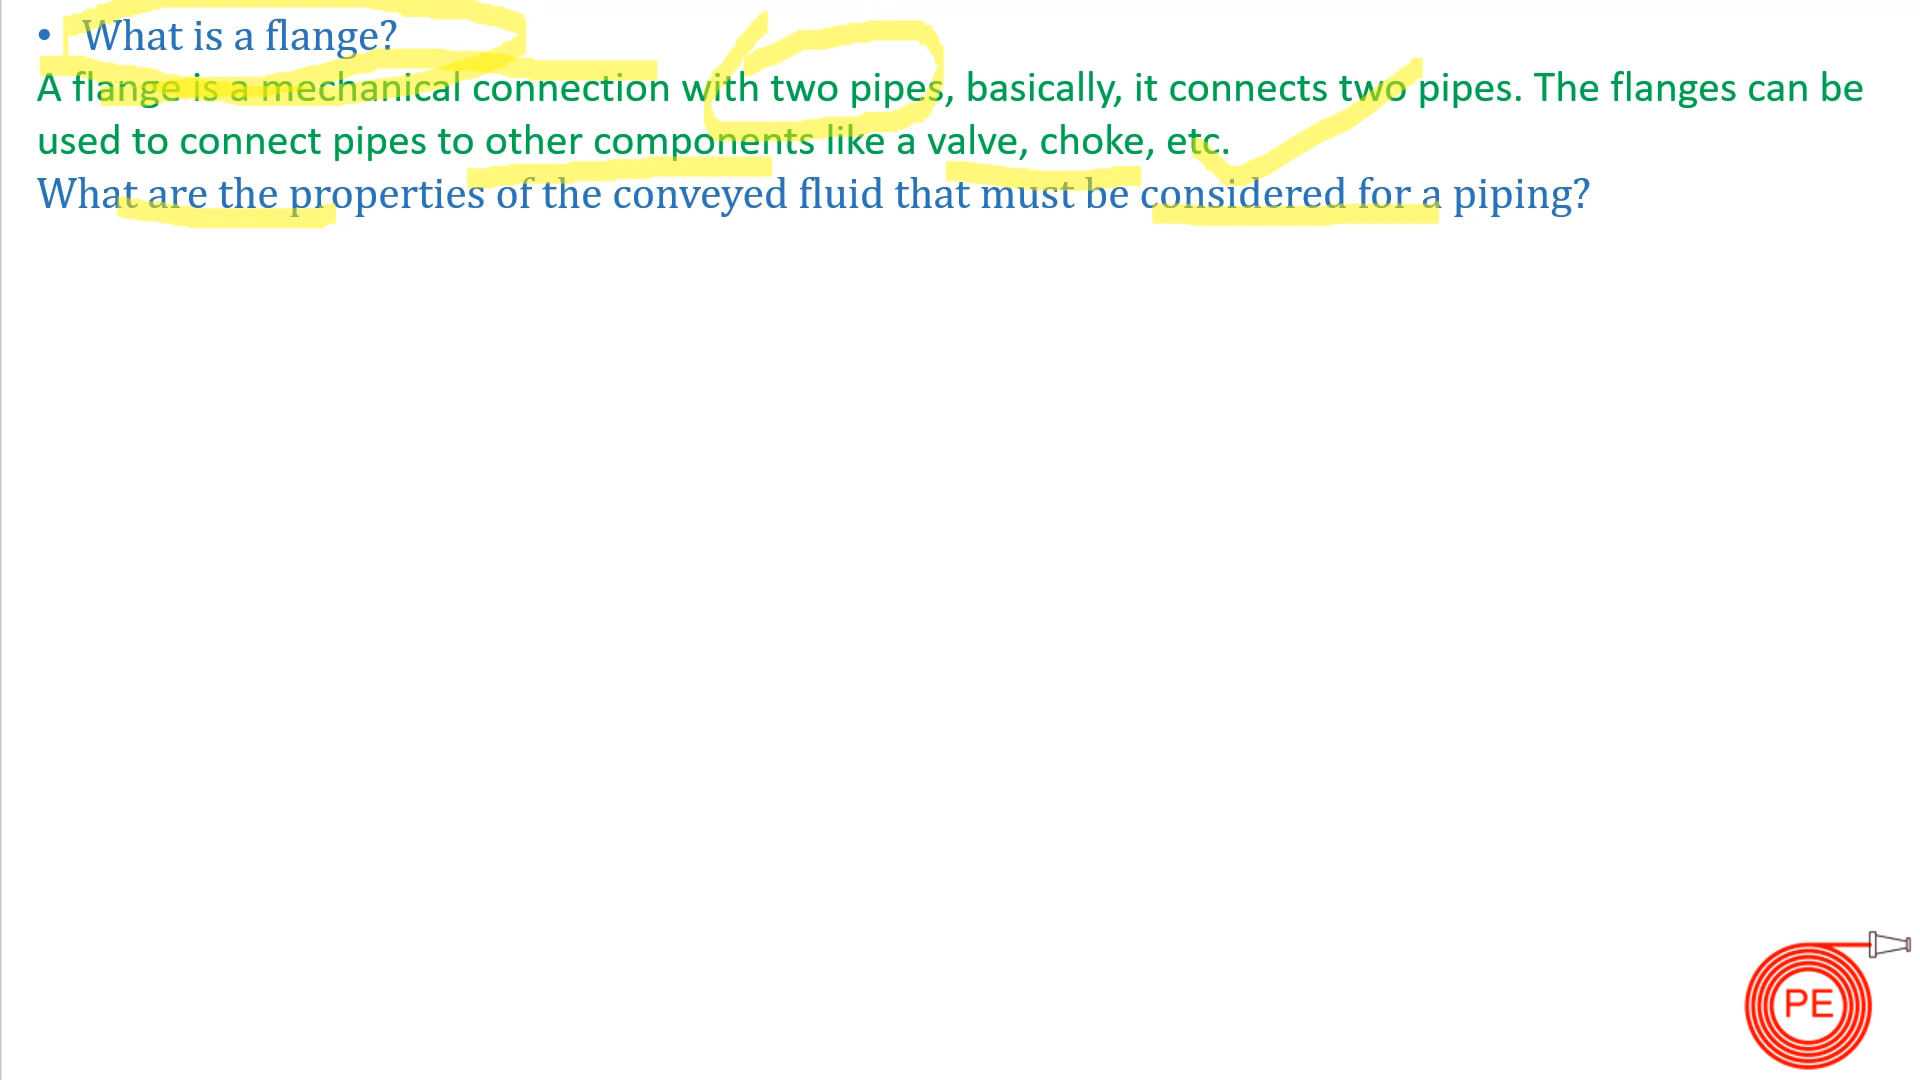 • What is a flange?
A flange is a mechanical connection with two pipes, basically, it connects two pipes. The flanges can be
used to connect pipes to other components like a valve, choke, etc.
What are the properties of the conveyed fluid that must be considered for a piping?
PE